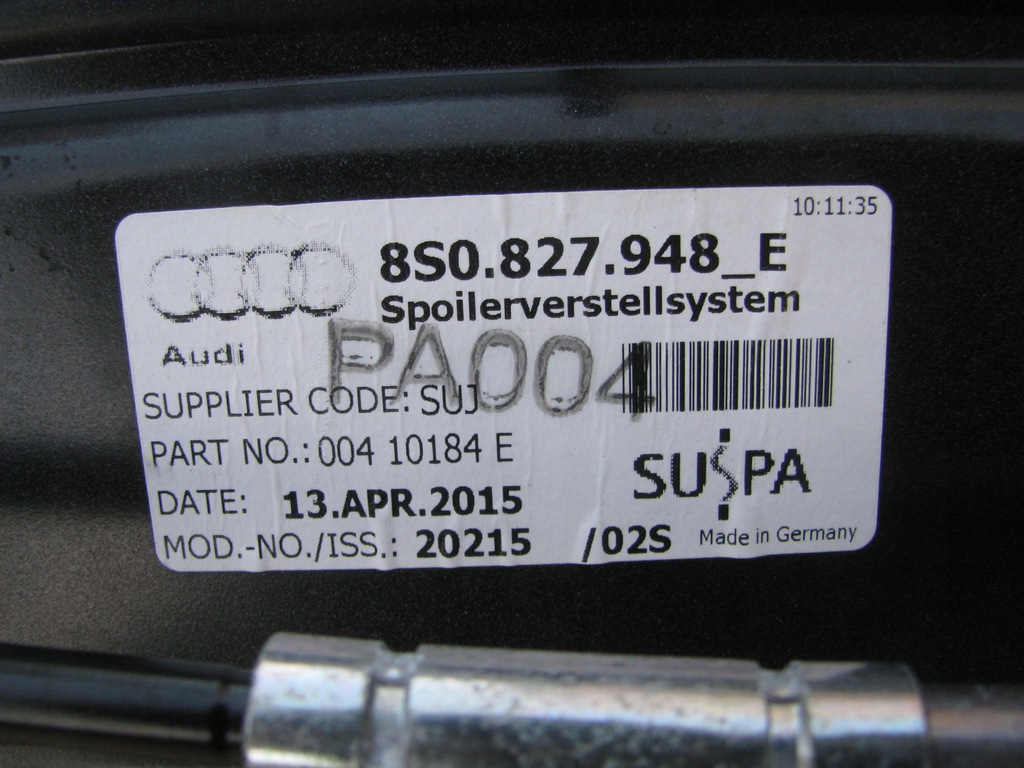 10:11:35
8S0.827.948_E
Spoilerverstellsystem
Audi
PA004
SUPPLIER CODE: SUJ
PART NO.: 004 10184 E
SUSPA
DATE: 13.APR.2015
MOD.-NO./ISS.: 20215 /02S
Made in Germany